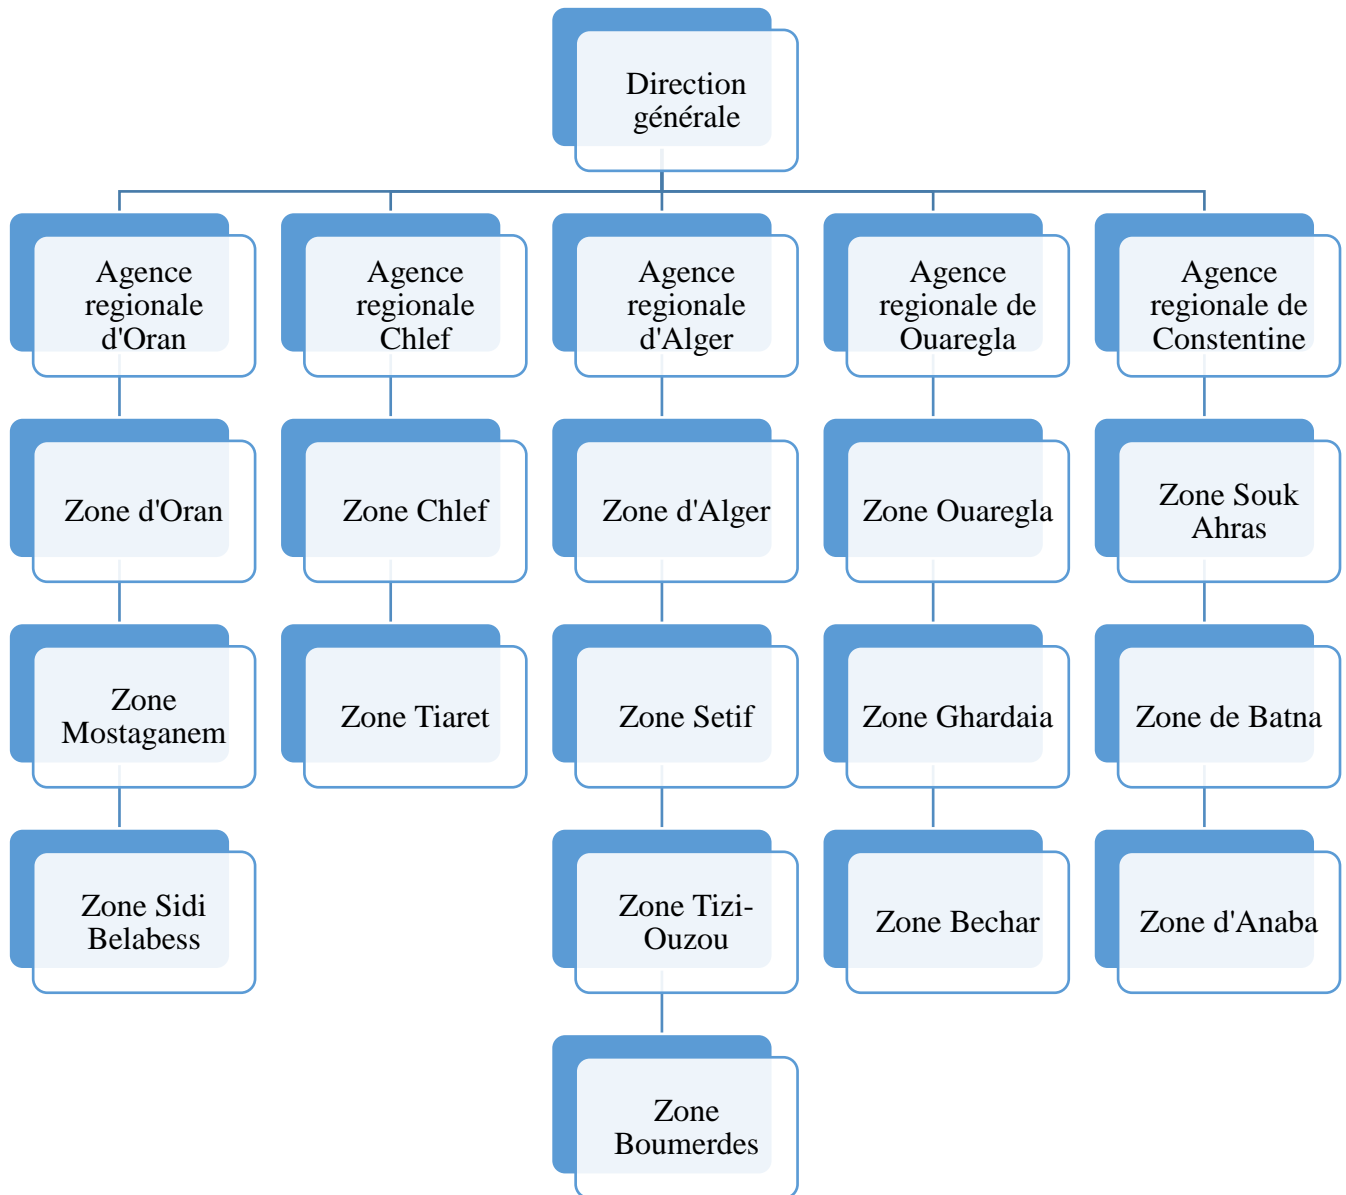 Direction
générale
Agence
regionale
d'Oran
Agence
regionale
Chlef
Agence
regionale
d'Alger
Agence
regionale de
Ouaregla
Agence
regionale de
Constentine
Zone d'Oran
Zone Chlef
Zone d'Alger
Zone Ouaregla
Zone Souk
Ahras
Zone
Mostaganem
Zone Tiaret
Zone Setif
Zone Ghardaia
Zone de Batna
Zone Sidi
Belabess
Zone Tizi-
Ouzou
Zone Bechar
Zone d'Anaba
Zone
Boumerdes